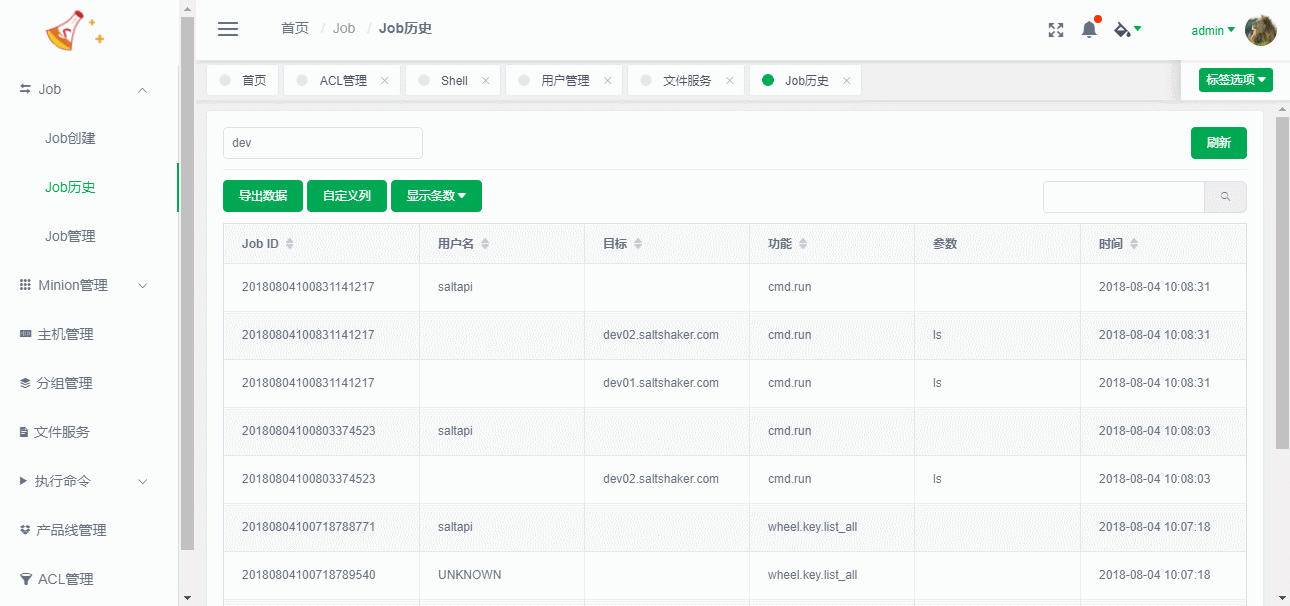 首页 / Job / Job历史
admin
首页 ACL管理 × Shell × 用户管理 × 文件服务 × Job历史 × 标签选项
Job
Job创建
Job历史
Job管理
Minion管理
主机管理
分组管理
文件服务
执行命令
产品线管理
ACL管理
dev 刷新
导出数据 自定义列 显示条数
Job ID 用户名 目标 功能 参数 时间
20180804100831141217 saltapi cmd.run 2018-08-04 10:08:31
20180804100831141217 dev02.saltshaker.com cmd.run ls 2018-08-04 10:08:31
20180804100831141217 dev01.saltshaker.com cmd.run ls 2018-08-04 10:08:31
20180804100803374523 saltapi cmd.run 2018-08-04 10:08:03
20180804100803374523 dev02.saltshaker.com cmd.run ls 2018-08-04 10:08:03
20180804100718788771 saltapi wheel.key.list_all 2018-08-04 10:07:18
20180804100718789540 UNKNOWN wheel.key.list_all 2018-08-04 10:07:18